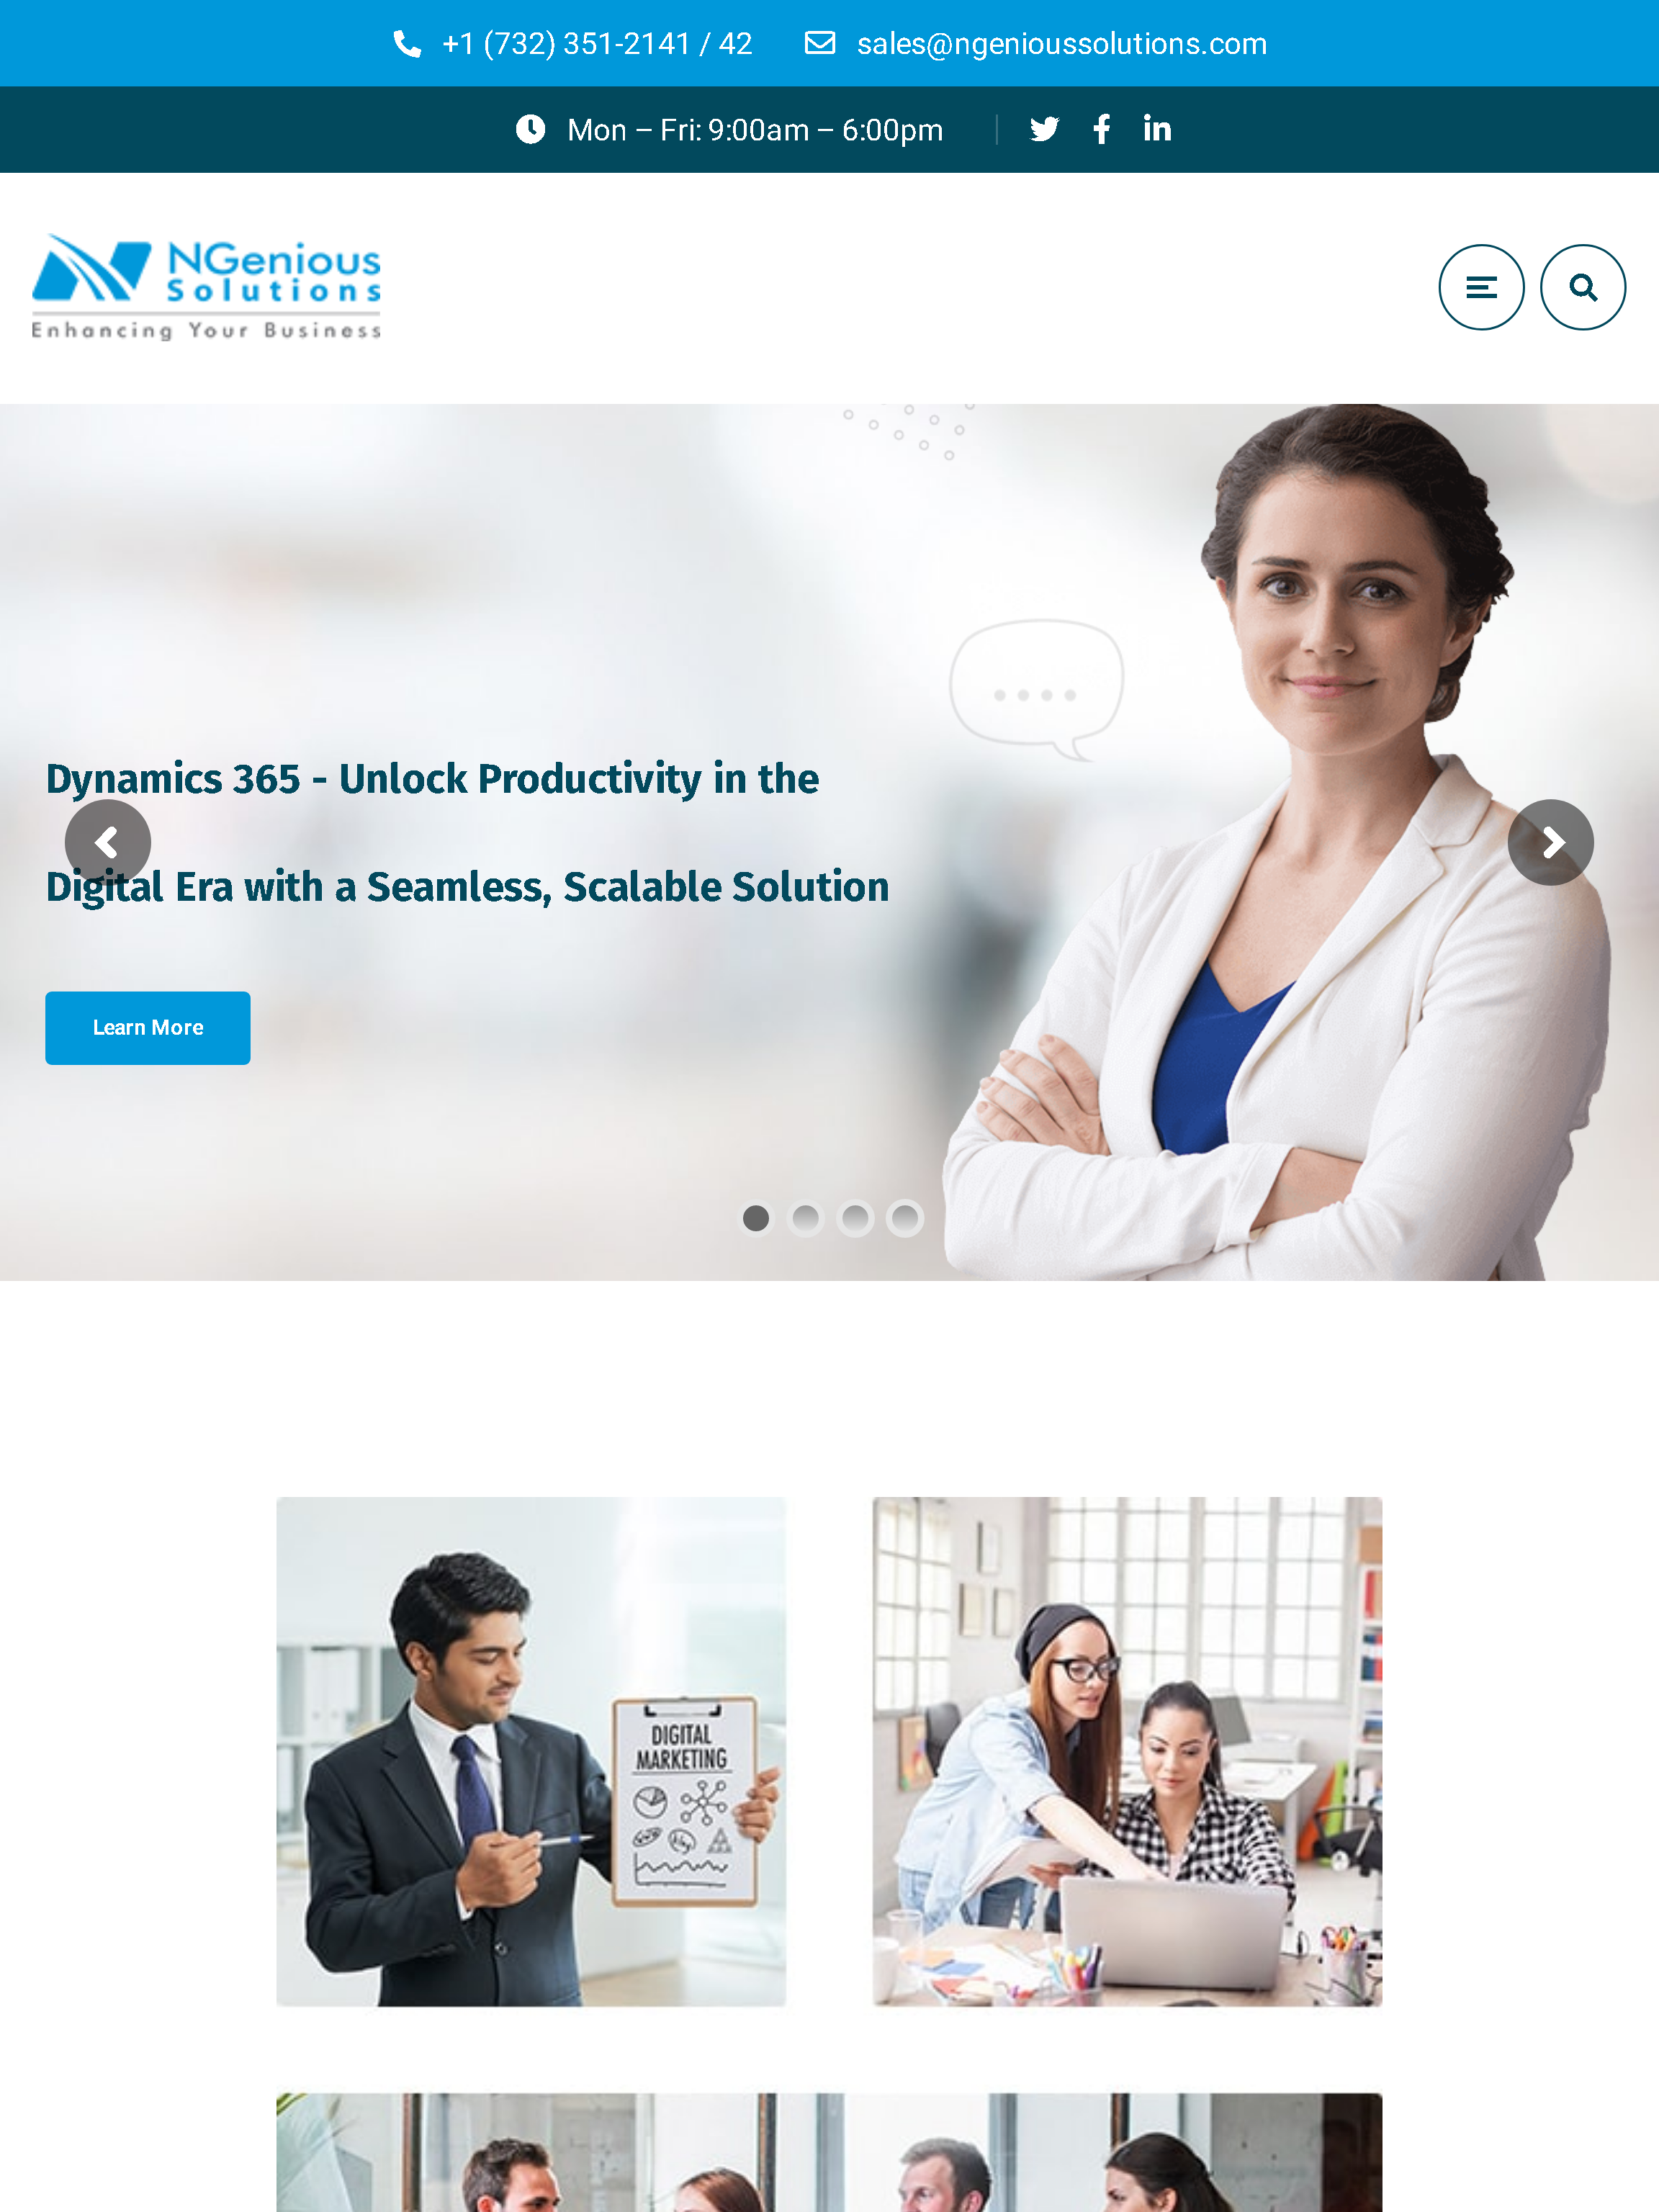 +1 (732) 351-2141 / 42
sales@ngenioussolutions.com
Mon – Fri: 9:00am – 6:00pm
NGenious
Solutions
Enhancing Your Business
Dynamics 365 - Unlock Productivity in the
Digital Era with a Seamless, Scalable Solution
Learn More
DIGITAL
MARKETING